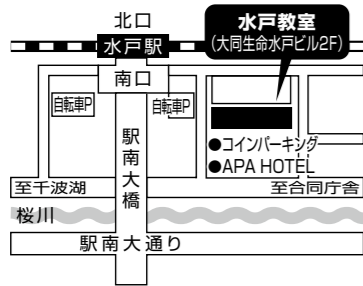 北口
水戸駅
南口
水戸教室
(大同生命水戸ビル2F)
自転車P
自転車P
●コインパーキング
●APA HOTEL
駅南大橋
至千波湖
至合同庁舎
桜川
駅南大通り